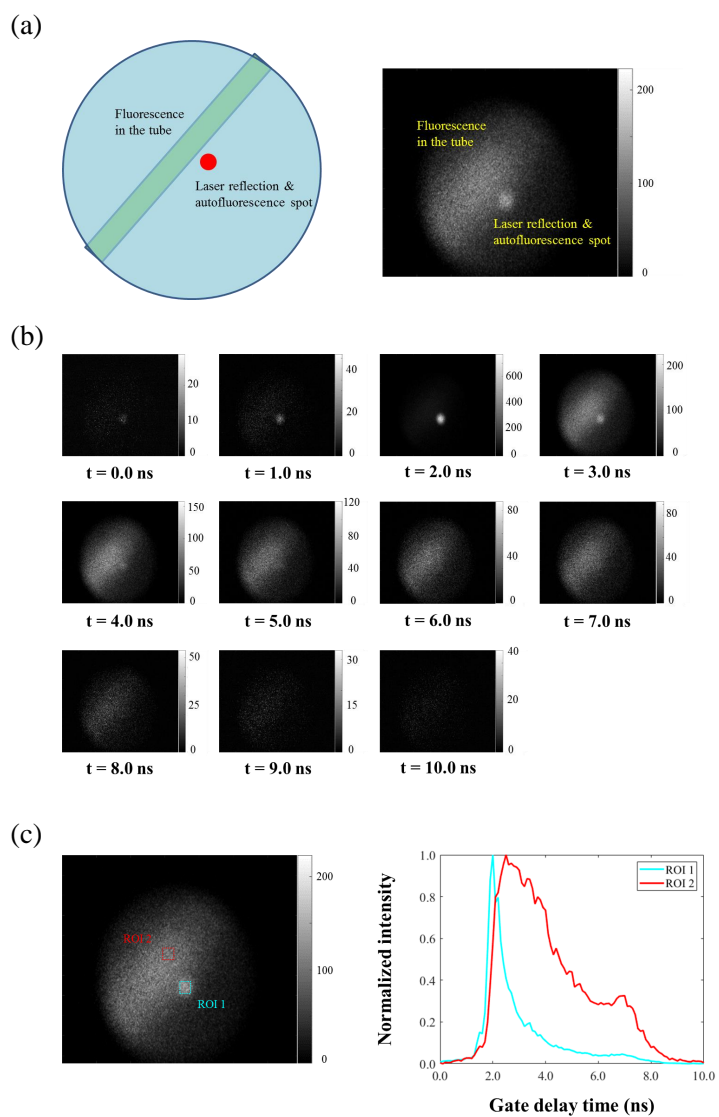 (a)
Fluorescence
in the tube
Laser reflection &
autofluorescence spot
Fluorescence
in the tube
Laser reflection &
autofluorescence spot
200
100
0
(b)
20
10
0
t = 0.0 ns
40
20
0
t = 1.0 ns
600
400
200
0
t = 2.0 ns
200
100
0
t = 3.0 ns
150
100
50
0
t = 4.0 ns
120
80
40
0
t = 5.0 ns
80
40
0
t = 6.0 ns
80
40
0
t = 7.0 ns
50
25
0
t = 8.0 ns
30
15
0
t = 9.0 ns
40
20
0
t = 10.0 ns
(c)
ROI 2
ROI 1
200
100
0
Normalized intensity
1.0
0.8
0.6
0.4
0.2
0.0
0.0 2.0 4.0 6.0 8.0 10.0
Gate delay time (ns)
ROI 1
ROI 2